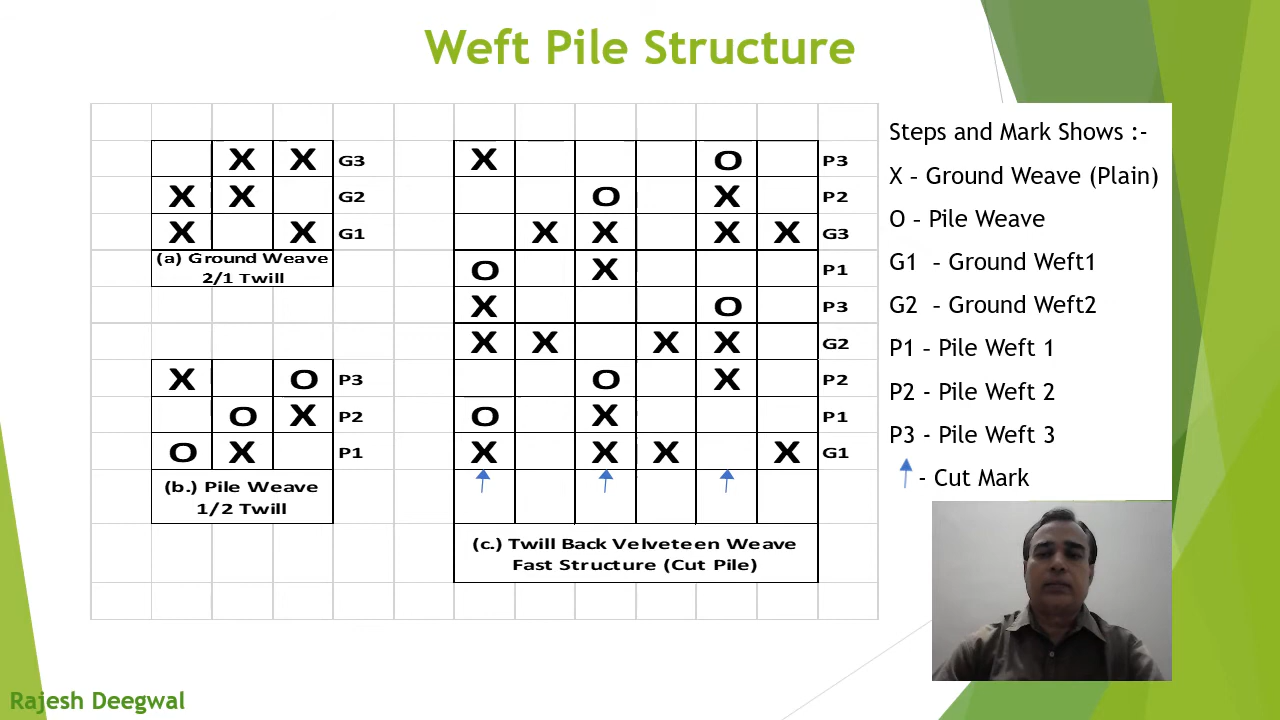 Weft Pile Structure
X X G3
X X G2
X X G1
(a) Ground Weave
2/1 Twill
X O P3
O X P2
O X P1
(b.) Pile Weave
1/2 Twill
X O P3
O X P2
X X X X G3
O X P1
X O P3
X X X X G2
O X P2
O X P1
X X X X G1
(c.) Twill Back Velveteen Weave
Fast Structure (Cut Pile)
Steps and Mark Shows :-
X – Ground Weave (Plain)
O – Pile Weave
G1 – Ground Weft1
G2 – Ground Weft2
P1 – Pile Weft 1
P2 - Pile Weft 2
P3 - Pile Weft 3
- Cut Mark
Rajesh Deegwal